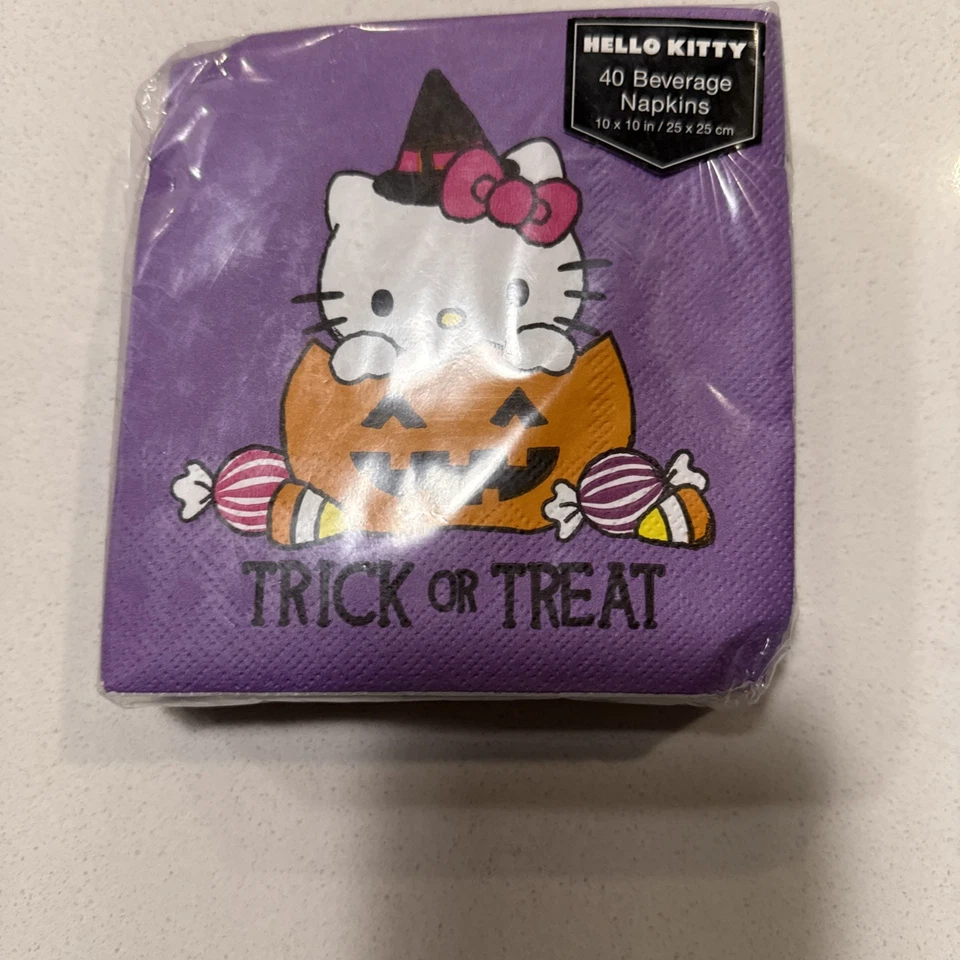 HELLO KITTY
40 Beverage
Napkins
10 x 10 in / 25 x 25 cm
TRICK OR TREAT